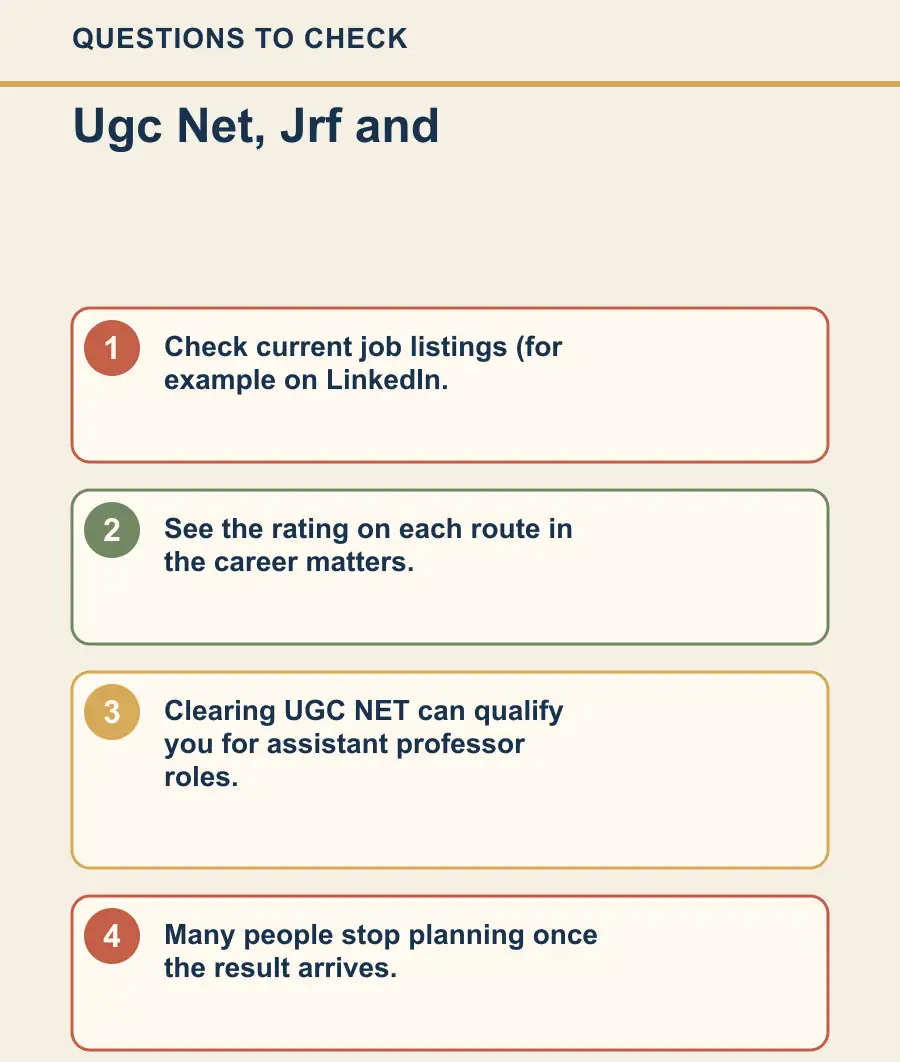 QUESTIONS TO CHECK
Ugc Net, Jrf and
1
Check current job listings (for
example on LinkedIn.
2
See the rating on each route in
the career matters.
3
Clearing UGC NET can qualify
you for assistant professor
roles.
4
Many people stop planning once
the result arrives.